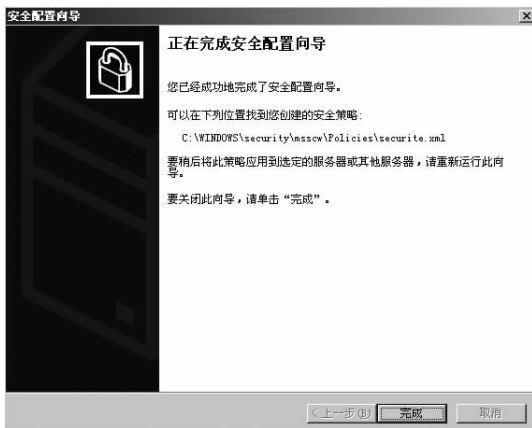 安全配置向导
正在完成安全配置向导
您已经成功地完成了安全配置向导。
可以在下列位置找到您创建的安全策略:
C:\WINDOWS\security\msscw\Policies\securite.xml
要稍后将此策略应用到选定的服务器或其他服务器，请重新运行此向
导。
要关闭此向导，请单击“完成”。
< 上一步(B) 完成 取消